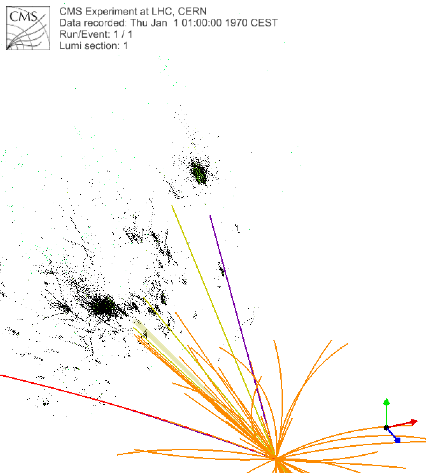 CMS
CMS Experiment at LHC, CERN
Data recorded: Thu Jan 1 01:00:00 1970 CEST
Run/Event: 1 / 1
Lumi section: 1